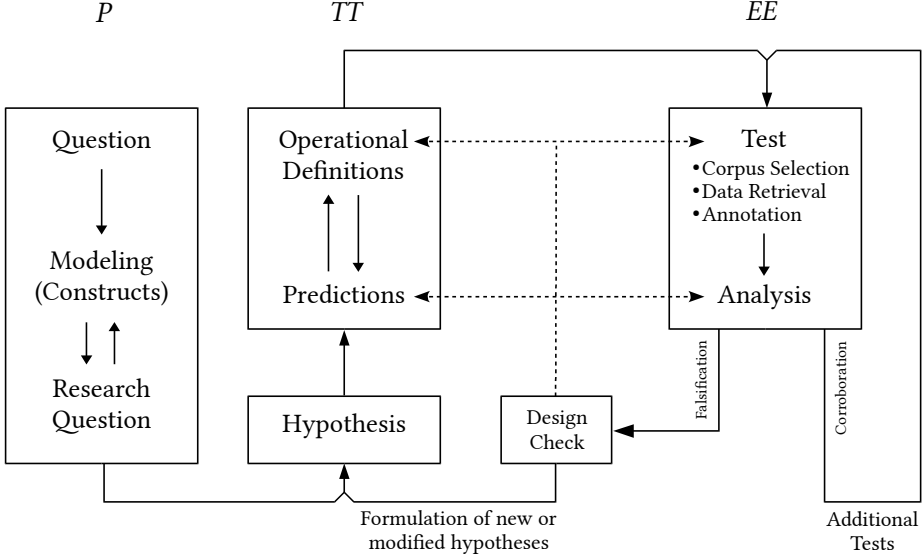 P
TT
EE
Question
Modeling
(Constructs)
Research
Question
Operational
Definitions
Predictions
Hypothesis
Test
•Corpus Selection
•Data Retrieval
•Annotation
Analysis
Falsification
Corroboration
Design
Check
Formulation of new or
modified hypotheses
Additional
Tests